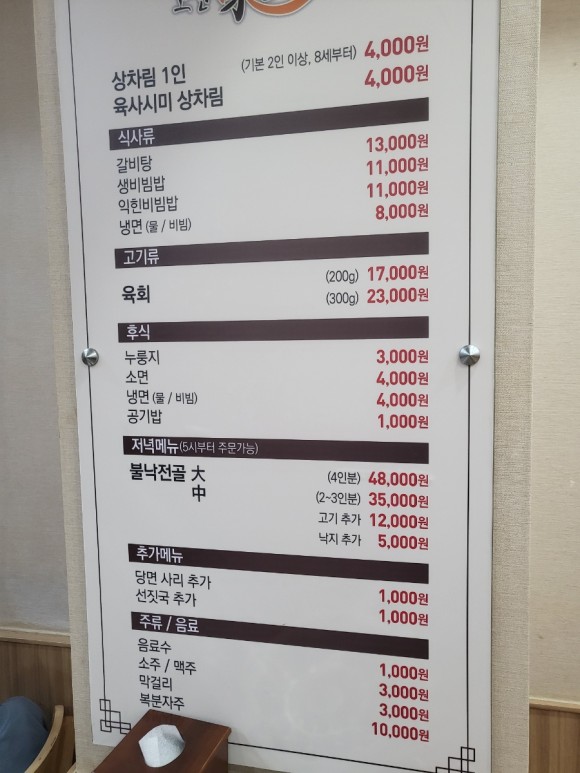 상차림 1인 (기본 2인 이상, 8세부터) 4,000원
육사시미 상차림 4,000원
식사류
갈비탕 13,000원
생비빔밥 11,000원
익힌비빔밥 11,000원
냉면 (물 / 비빔) 8,000원
고기류
육회 (200g) 17,000원
(300g) 23,000원
후식
누룽지 3,000원
소면 4,000원
냉면 (물 / 비빔) 4,000원
공기밥 1,000원
저녁메뉴 (5시부터 주문가능)
불낙전골 大 (4인분) 48,000원
中 (2~3인분) 35,000원
고기 추가 12,000원
낙지 추가 5,000원
추가메뉴
당면 사리 추가 1,000원
선짓국 추가 1,000원
주류 / 음료
음료수 1,000원
소주 / 맥주 3,000원
막걸리 3,000원
복분자주 10,000원